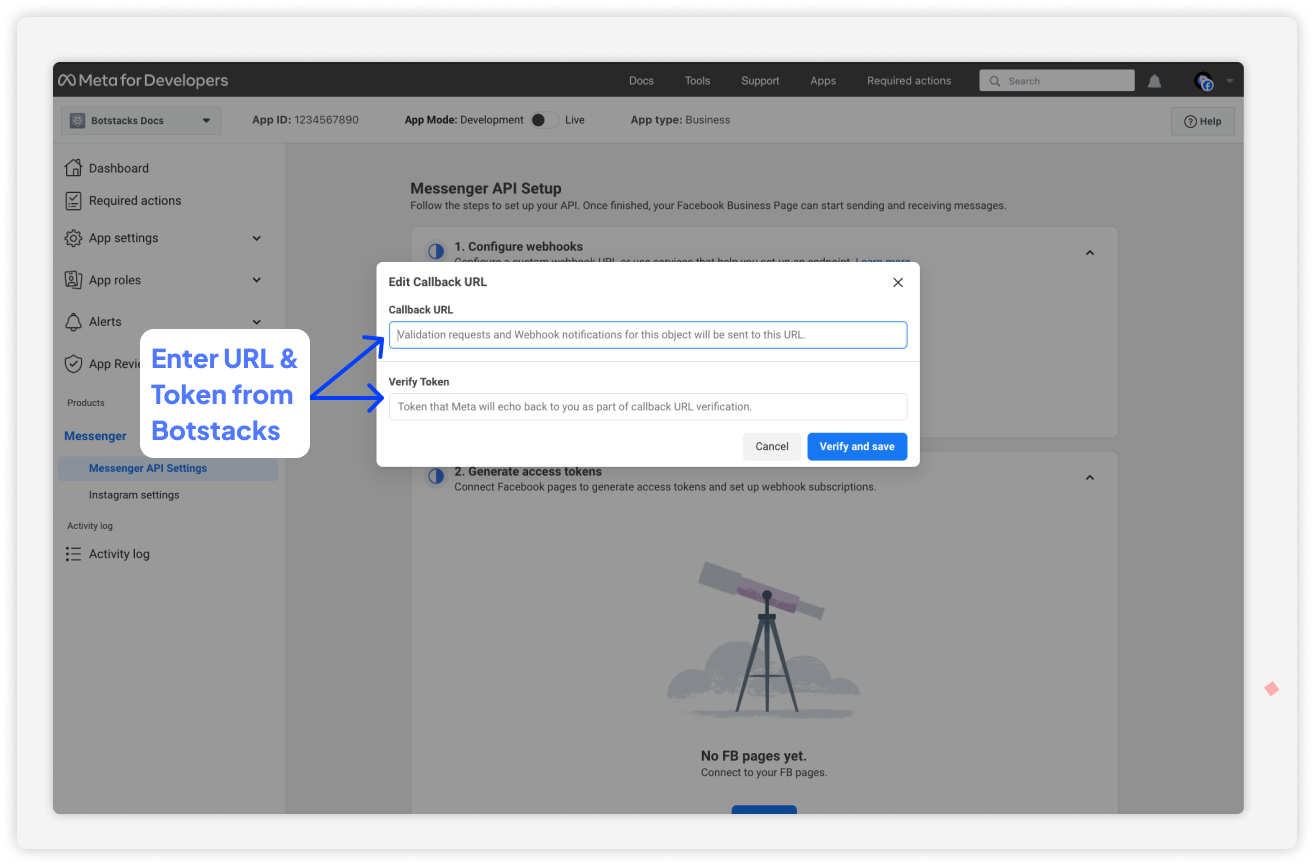 Meta for Developers
Docs Tools Support Apps Required actions Search
Botstacks Docs App ID: 1234567890 App Mode: Development Live App type: Business Help
Dashboard
Required actions
App settings
App roles
Alerts
App Revie
Products
Messenger
Messenger API Settings
Instagram settings
Activity log
Activity log
Enter URL &
Token from
Botstacks
Messenger API Setup
Follow the steps to set up your API. Once finished, your Facebook Business Page can start sending and receiving messages.
1. Configure webhooks
Configure a custom webhook URL or use services that help you set up an endpoint. Learn more
Edit Callback URL
Callback URL
Validation requests and Webhook notifications for this object will be sent to this URL.
Verify Token
Token that Meta will echo back to you as part of callback URL verification.
Cancel Verify and save
2. Generate access tokens
Connect Facebook pages to generate access tokens and set up webhook subscriptions.
No FB pages yet.
Connect to your FB pages.